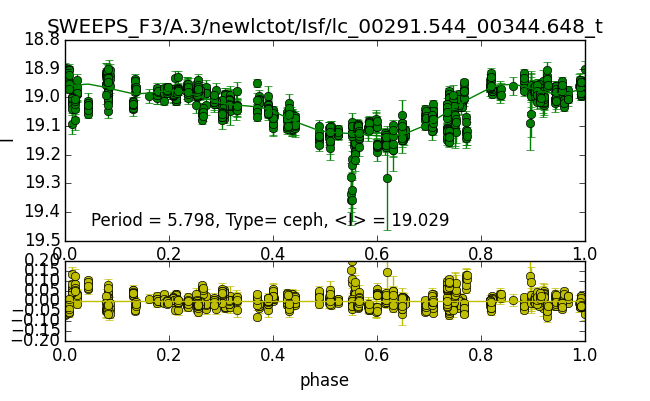 SWEEPS_F3/A.3/newlctot/Isf/lc_00291.544_00344.648_t
18.8
18.9
19.0
19.1
19.2
19.3
19.4
19.5
I
Period = 5.798, Type= ceph, <I> = 19.029
0.0 0.2 0.4 0.6 0.8 1.0
0.20
0.15
0.10
0.05
0.00
−0.05
−0.10
−0.15
−0.20
0.0 0.2 0.4 0.6 0.8 1.0
phase